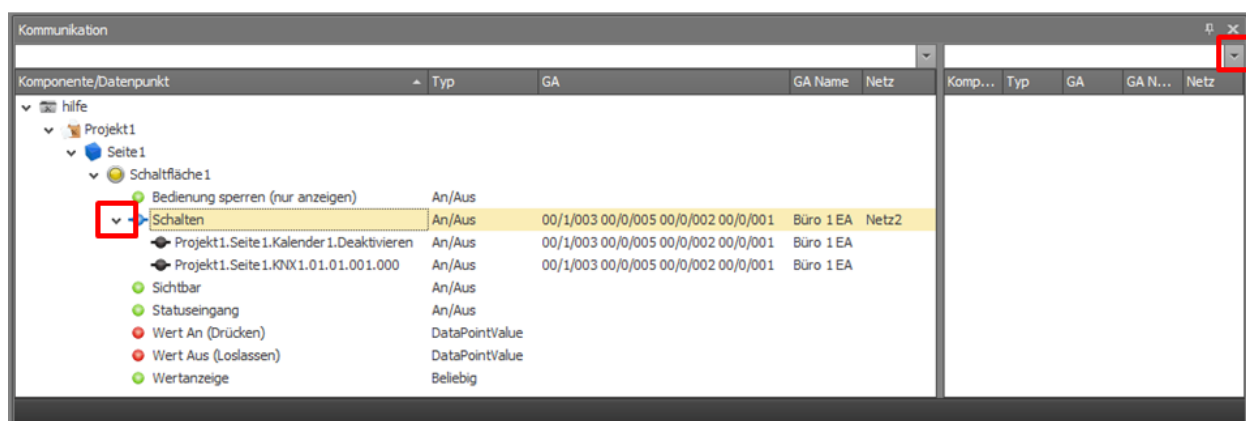 Kommunikation
Komponente/Datenpunkt Typ GA GA Name Netz Komp... Typ GA GA N... Netz
hilfe
Projekt1
Seite1
Schaltfläche1
Bedienung sperren (nur anzeigen) An/Aus
Schalten An/Aus 00/1/003 00/0/005 00/0/002 00/0/001 Büro 1 EA Netz2
Projekt1.Seite1.Kalender1.Deaktivieren An/Aus 00/1/003 00/0/005 00/0/002 00/0/001 Büro 1 EA
Projekt1.Seite1.KNX1.01.01.001.000 An/Aus 00/1/003 00/0/005 00/0/002 00/0/001 Büro 1 EA
Sichtbar An/Aus
Statuseingang An/Aus
Wert An (Drücken) DataPointValue
Wert Aus (Loslassen) DataPointValue
Wertanzeige Beliebig